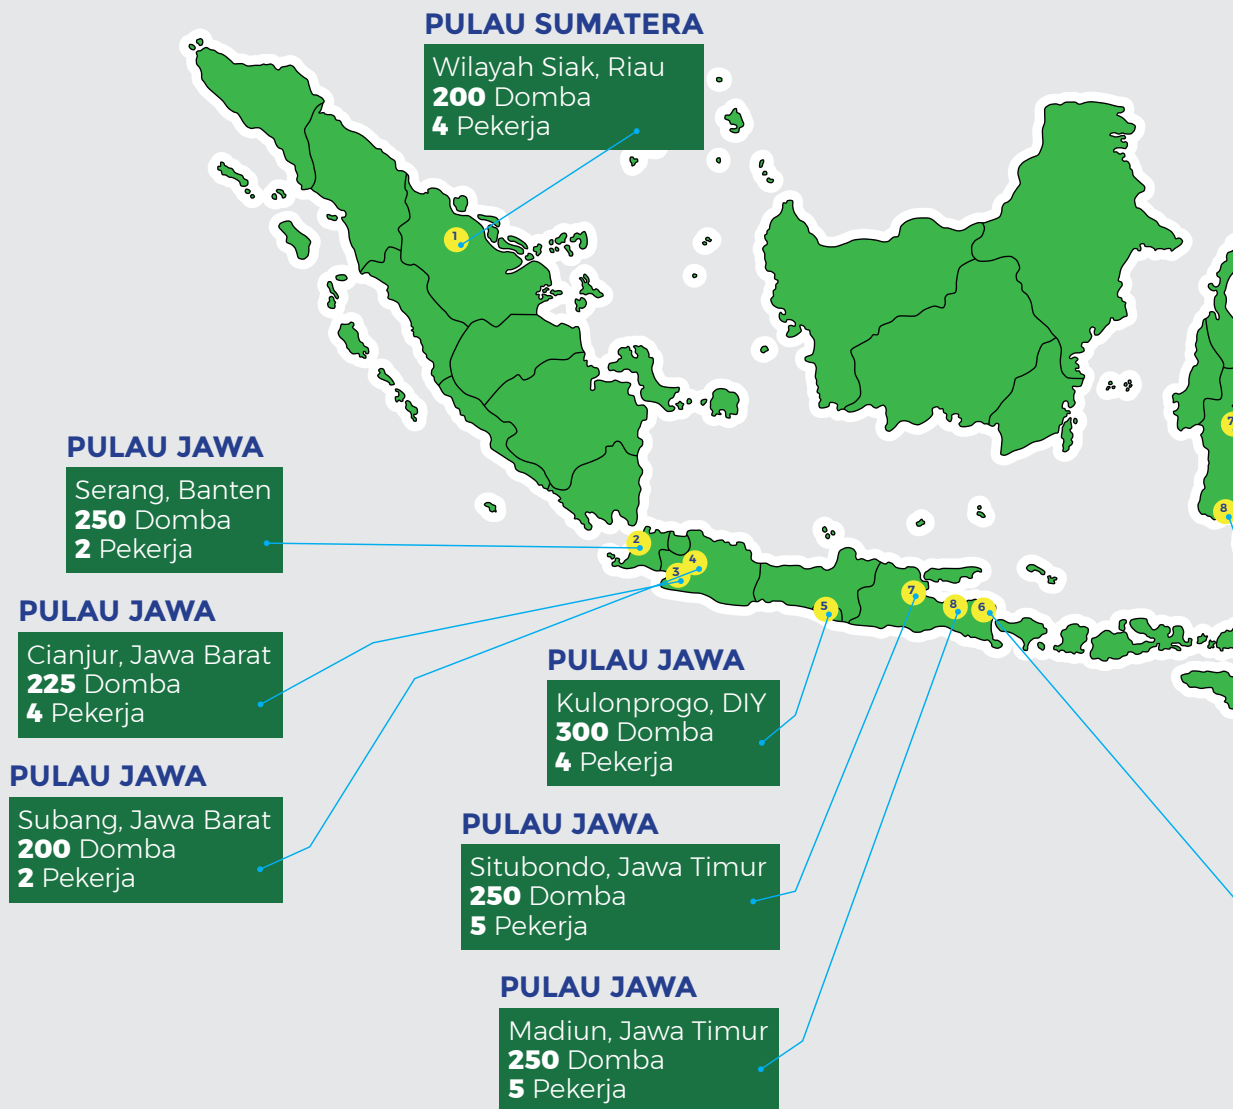 PULAU SUMATERA
Wilayah Siak, Riau
200 Domba
4 Pekerja
1
7
8
PULAU JAWA
Serang, Banten
250 Domba
2 Pekerja
2
4
3
5
7
8
6
PULAU JAWA
Cianjur, Jawa Barat
225 Domba
4 Pekerja
PULAU JAWA
Subang, Jawa Barat
200 Domba
2 Pekerja
PULAU JAWA
Kulonprogo, DIY
300 Domba
4 Pekerja
PULAU JAWA
Situbondo, Jawa Timur
250 Domba
5 Pekerja
PULAU JAWA
Madiun, Jawa Timur
250 Domba
5 Pekerja